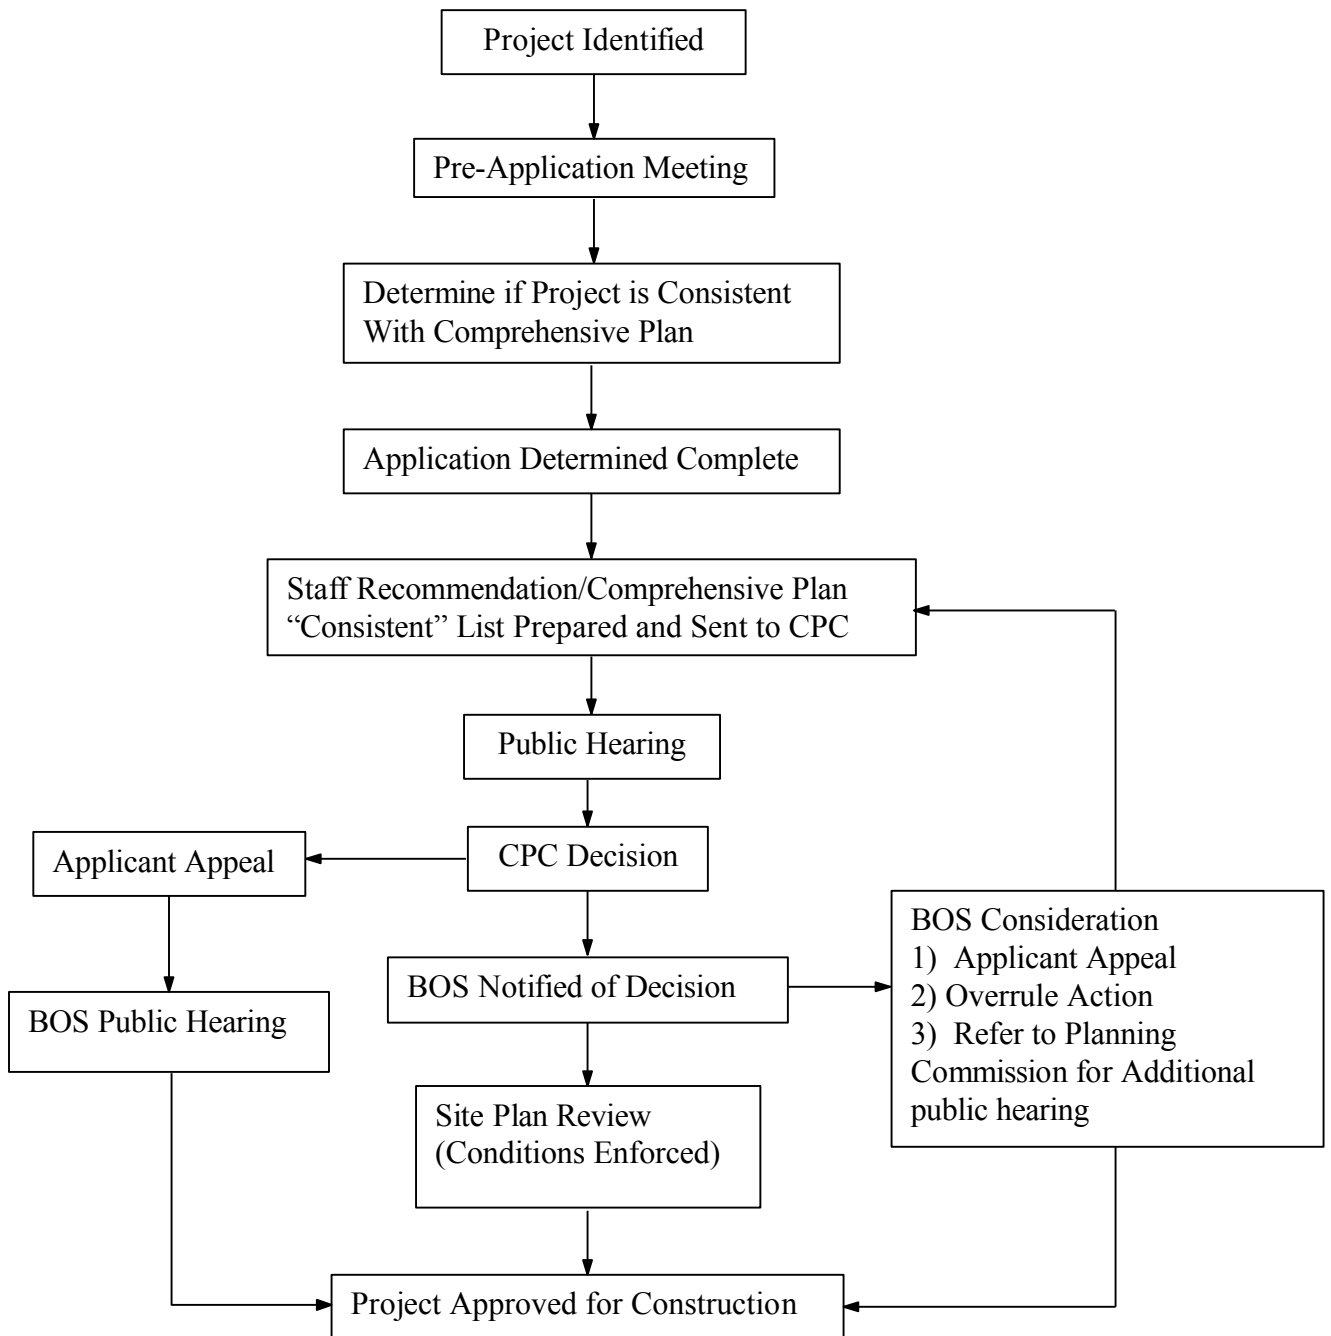 Project Identified
Pre-Application Meeting
Determine if Project is Consistent
With Comprehensive Plan
Application Determined Complete
Staff Recommendation/Comprehensive Plan
“Consistent” List Prepared and Sent to CPC
Public Hearing
CPC Decision
Applicant Appeal
BOS Public Hearing
BOS Notified of Decision
BOS Consideration
1)  Applicant Appeal
2) Overrule Action
3)  Refer to Planning
Commission for Additional
public hearing
Site Plan Review
(Conditions Enforced)
Project Approved for Construction